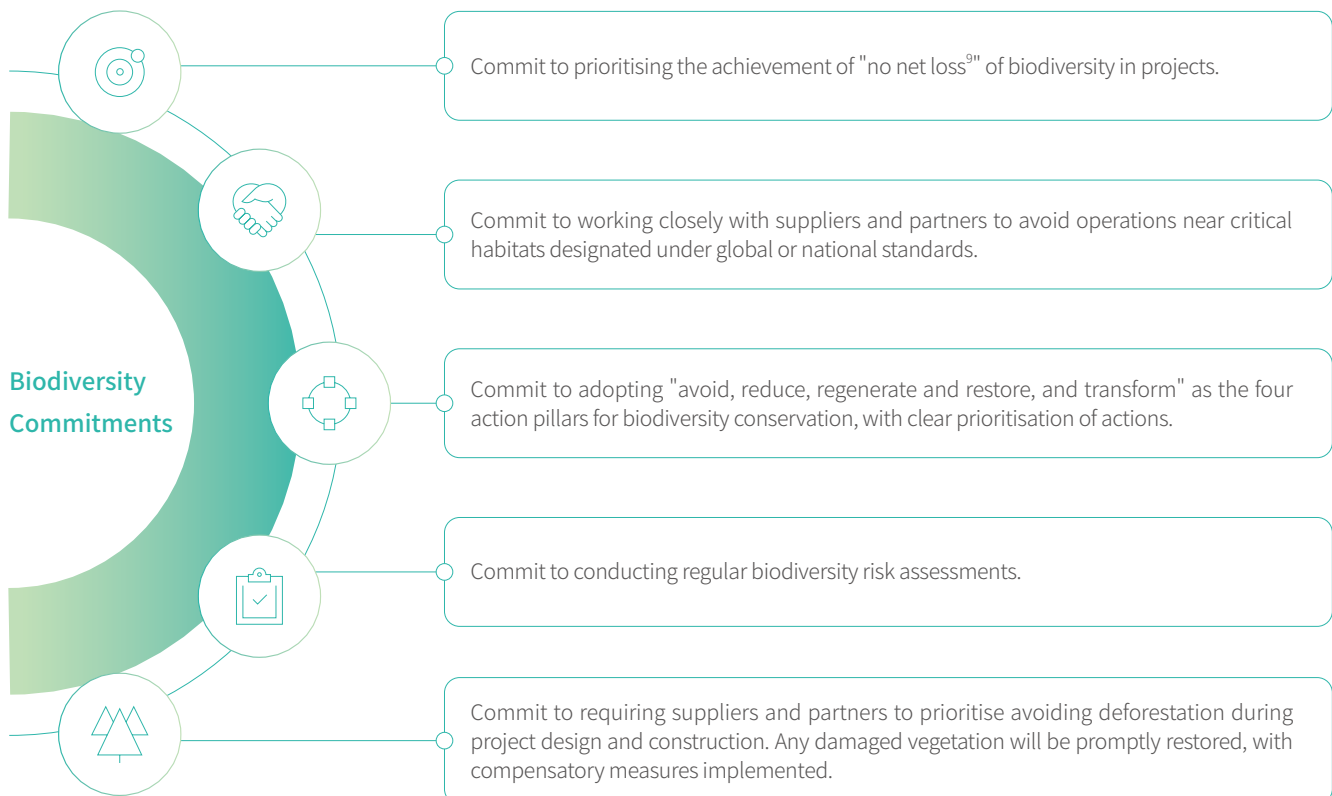 Commit to prioritising the achievement of "no net loss⁹" of biodiversity in projects.
Commit to working closely with suppliers and partners to avoid operations near critical
habitats designated under global or national standards.
Biodiversity
Commitments
Commit to adopting "avoid, reduce, regenerate and restore, and transform" as the four
action pillars for biodiversity conservation, with clear prioritisation of actions.
Commit to conducting regular biodiversity risk assessments.
Commit to requiring suppliers and partners to prioritise avoiding deforestation during
project design and construction. Any damaged vegetation will be promptly restored, with
compensatory measures implemented.